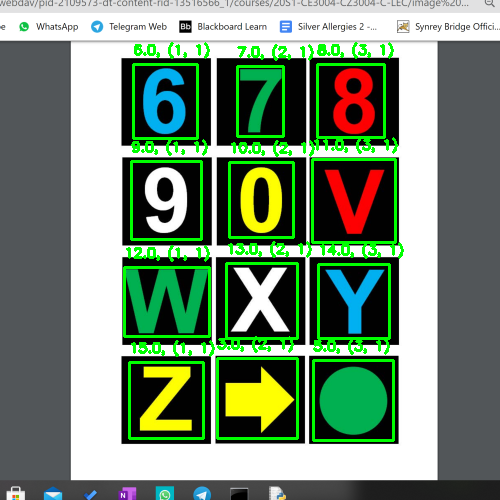 webdav/pid-2109573-dt-content-rid-13516566_1/courses/20S1-CE3004-CZ3004-C-LEC/image%20...
be WhatsApp Telegram Web Bb Blackboard Learn Silver Allergies 2 -... Synrey Bridge Offici...
6.0, (1, 1) 7.0, (2, 1) 8.0, (3, 1)
6 7 8
9.0, (1, 1) 10.0, (2, 1) 11.0, (3, 1)
9 0 V
12.0, (1, 1) 13.0, (2, 1) 14.0, (3, 1)
W X Y
15.0, (1, 1) 3.0, (2, 1) 5.0, (3, 1)
Z
N